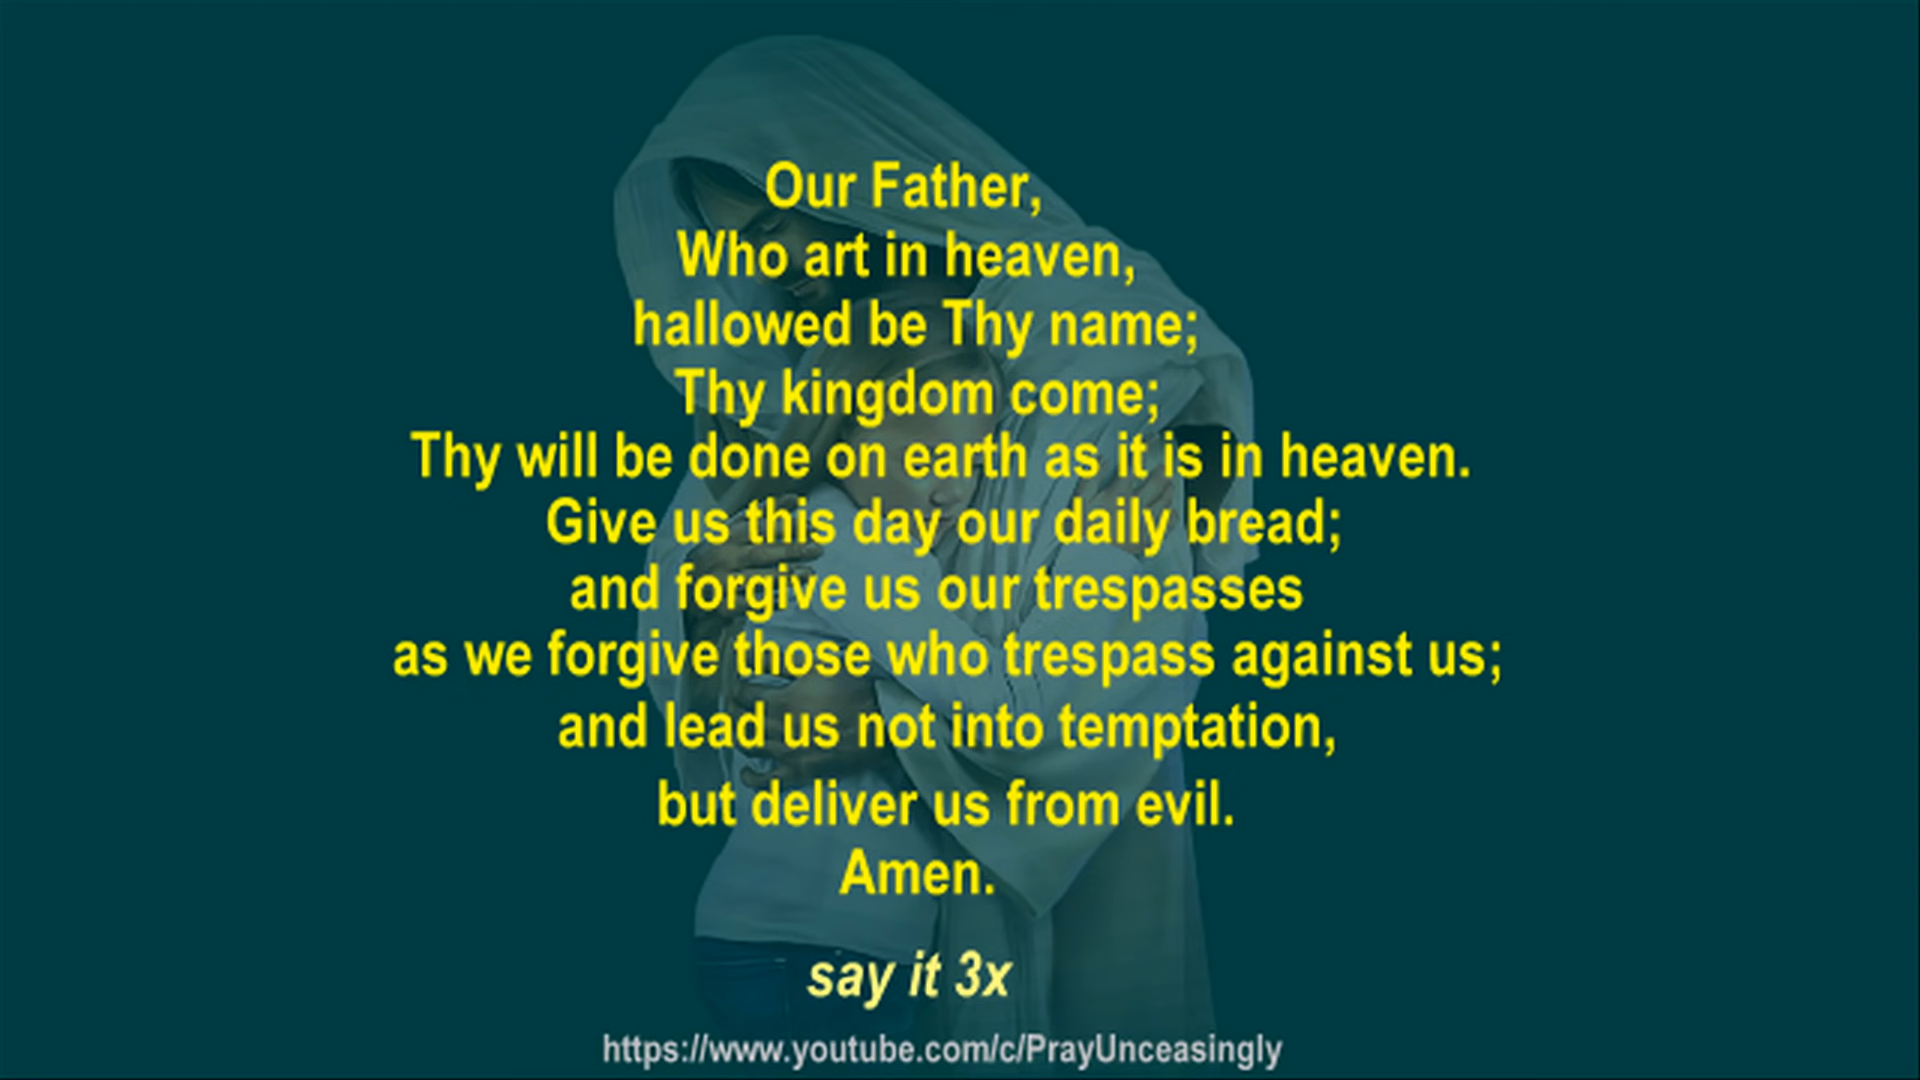 Our Father,
Who art in heaven,
hallowed be Thy name;
Thy kingdom come;
Thy will be done on earth as it is in heaven.
Give us this day our daily bread;
and forgive us our trespasses
as we forgive those who trespass against us;
and lead us not into temptation,
but deliver us from evil.
Amen.
say it 3x
https://www.youtube.com/c/PrayUnceasingly